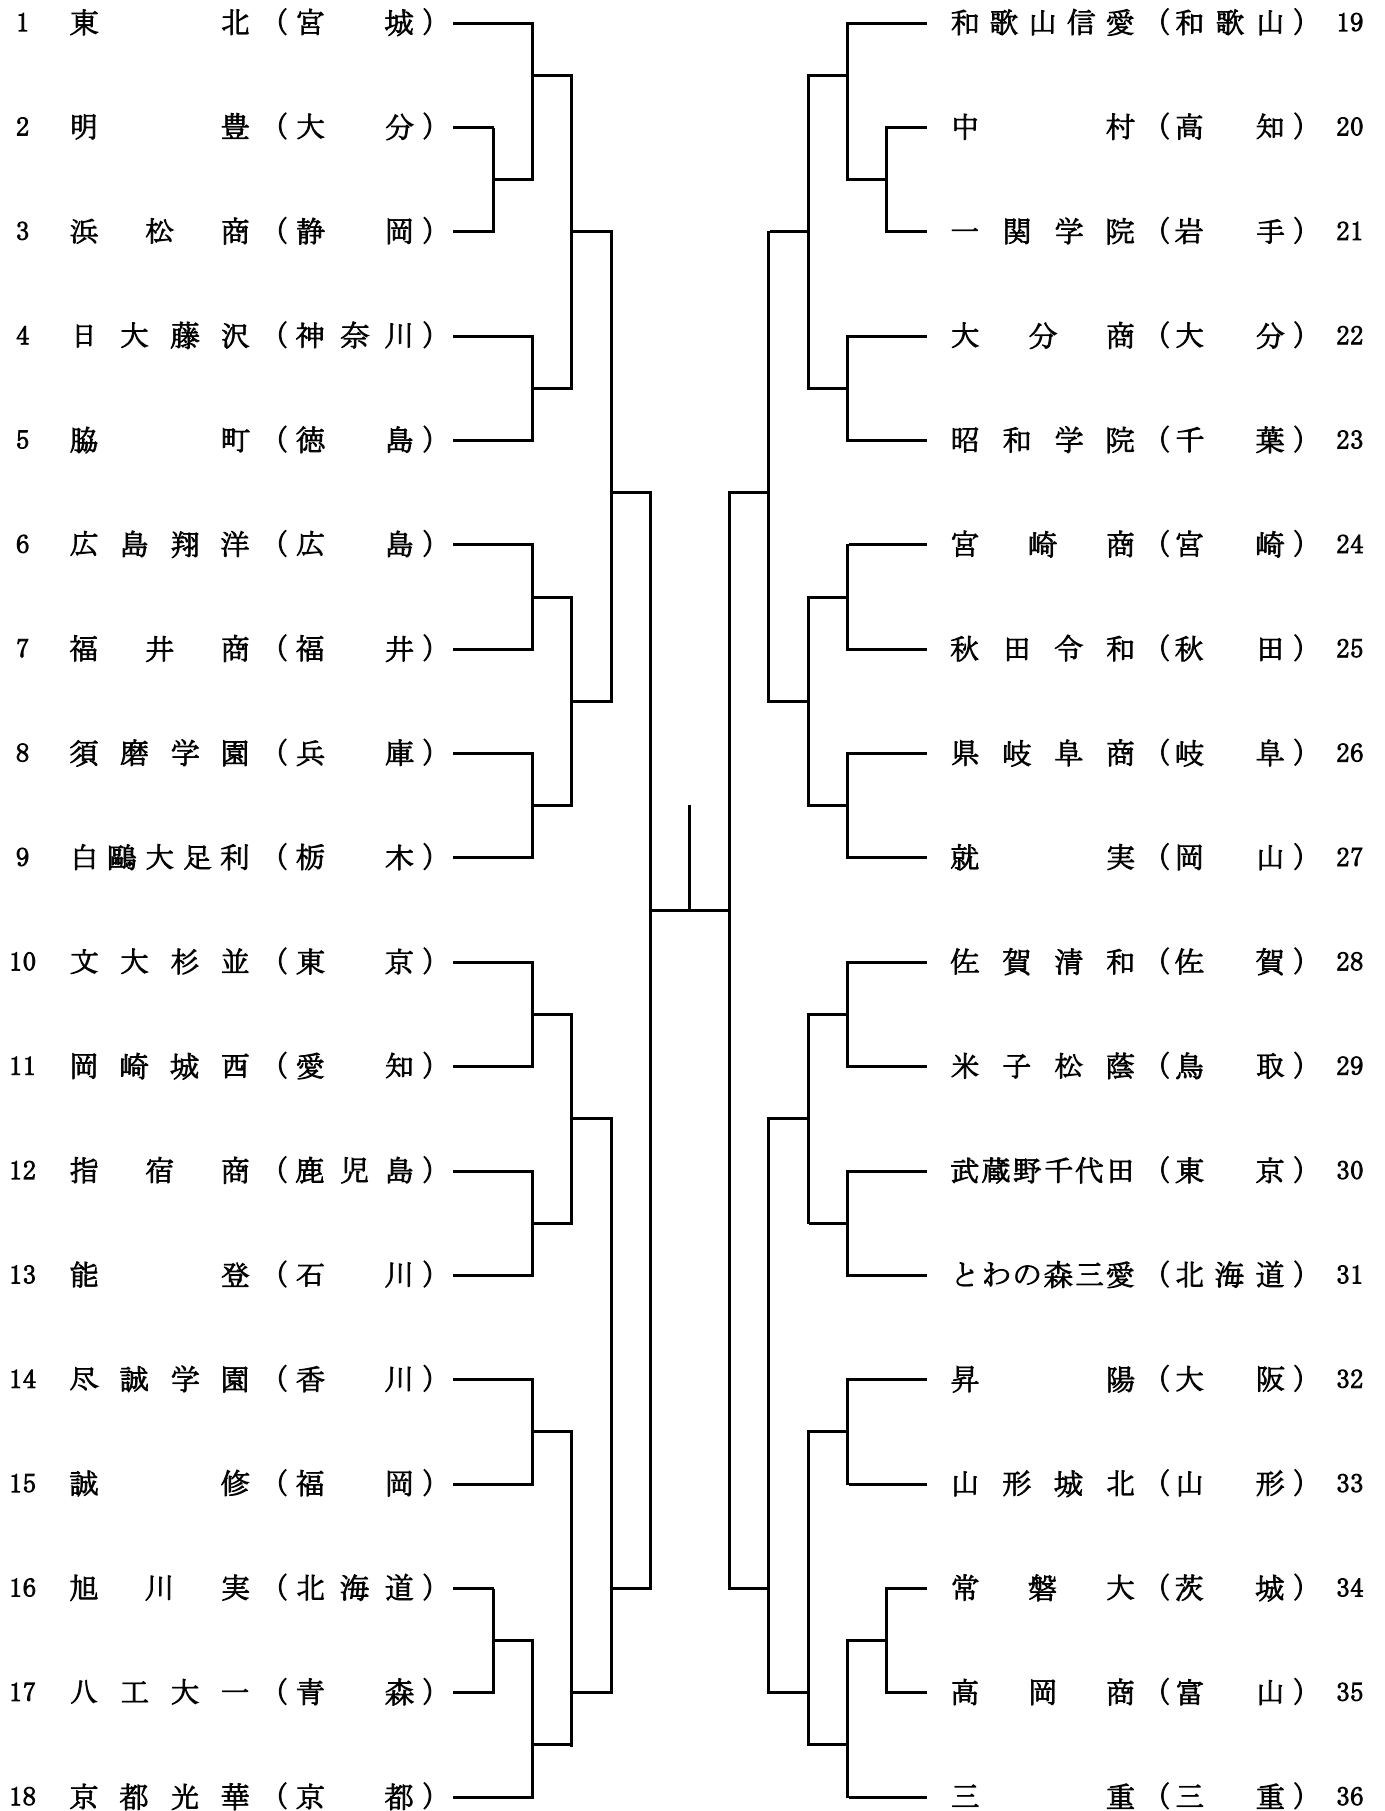 1 東北（宮城）
2 明豊（大分）
3 浜松商（静岡）
4 日大藤沢（神奈川）
5 脇町（徳島）
6 広島翔洋（広島）
7 福井商（福井）
8 須磨学園（兵庫）
9 白鷗大足利（栃木）
10 文大杉並（東京）
11 岡崎城西（愛知）
12 指宿商（鹿児島）
13 能登（石川）
14 尽誠学園（香川）
15 誠修（福岡）
16 旭川実（北海道）
17 八工大一（青森）
18 京都光華（京都）
和歌山信愛（和歌山） 19
中村（高知） 20
一関学院（岩手） 21
大分商（大分） 22
昭和学院（千葉） 23
宮崎商（宮崎） 24
秋田令和（秋田） 25
県岐阜商（岐阜） 26
就実（岡山） 27
佐賀清和（佐賀） 28
米子松蔭（鳥取） 29
武蔵野千代田（東京） 30
とわの森三愛（北海道） 31
昇陽（大阪） 32
山形城北（山形） 33
常磐大（茨城） 34
高岡商（富山） 35
三重（三重） 36